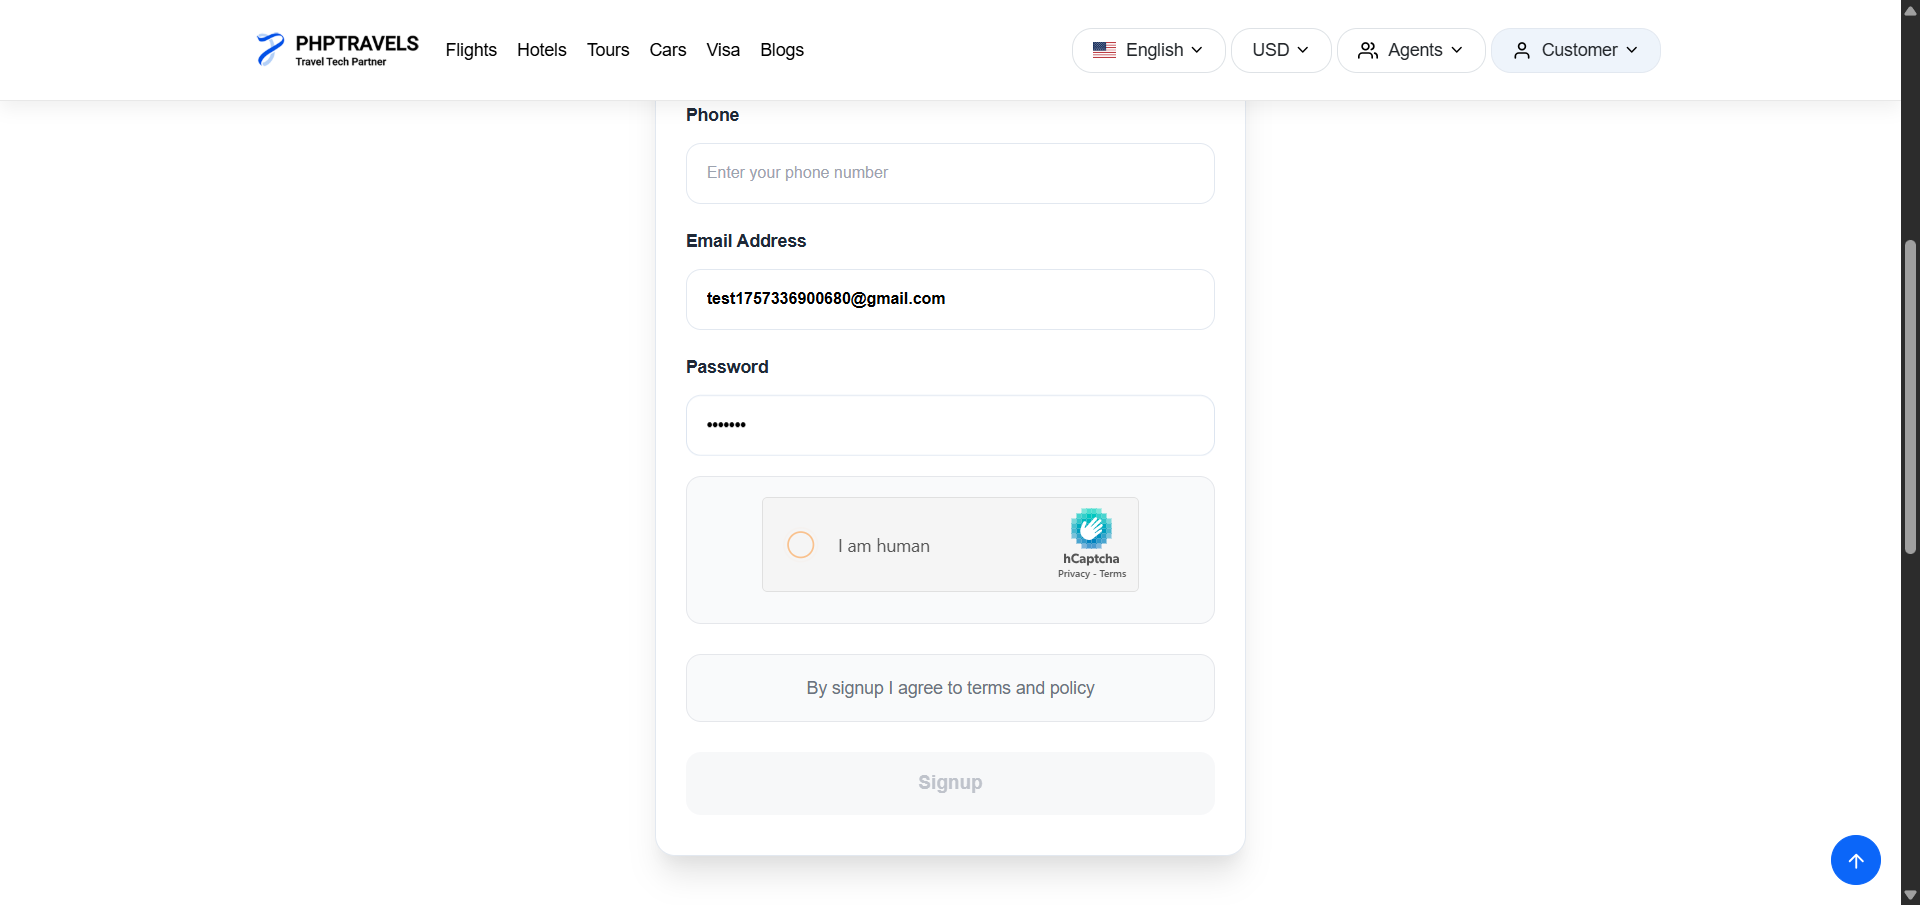 PHPTRAVELS
Travel Tech Partner
Flights Hotels Tours Cars Visa Blogs
English USD Agents Customer
Phone
Enter your phone number
Email Address
test1757336900680@gmail.com
Password
•••••••
I am human
hCaptcha
Privacy - Terms
By signup I agree to terms and policy
Signup